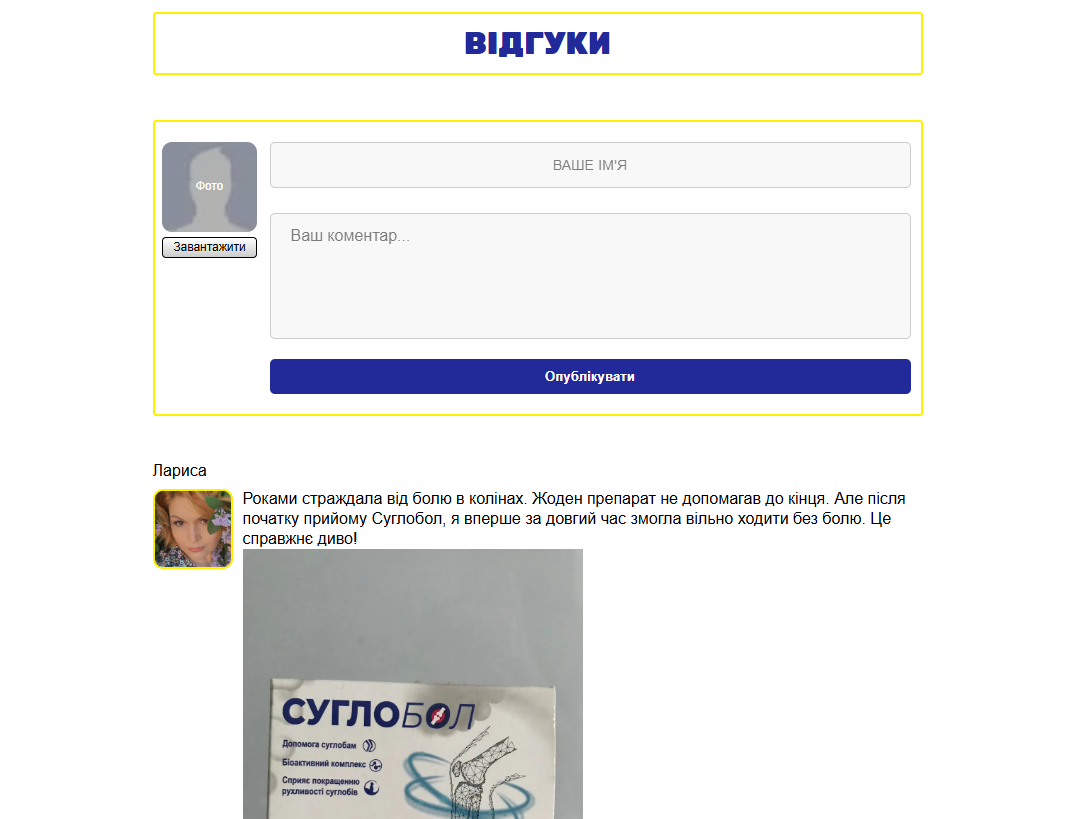 ВІДГУКИ
Фото
Завантажити
ВАШЕ ІМ'Я
Ваш коментар...
Опублікувати
Лариса
Роками страждала від болю в колінах. Жоден препарат не допомагав до кінця. Але після
початку прийому Суглобол, я вперше за довгий час змогла вільно ходити без болю. Це
справжнє диво!
СУГЛОБОЛ
Допомога суглобам
Біоактивний комплекс
Сприяє покращенню
рухливості суглобів